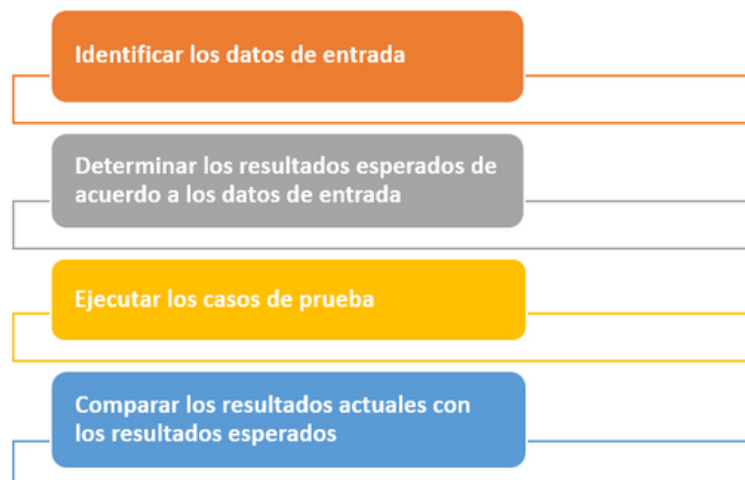 Identificar los datos de entrada
Determinar los resultados esperados de
acuerdo a los datos de entrada
Ejecutar los casos de prueba
Comparar los resultados actuales con
los resultados esperados